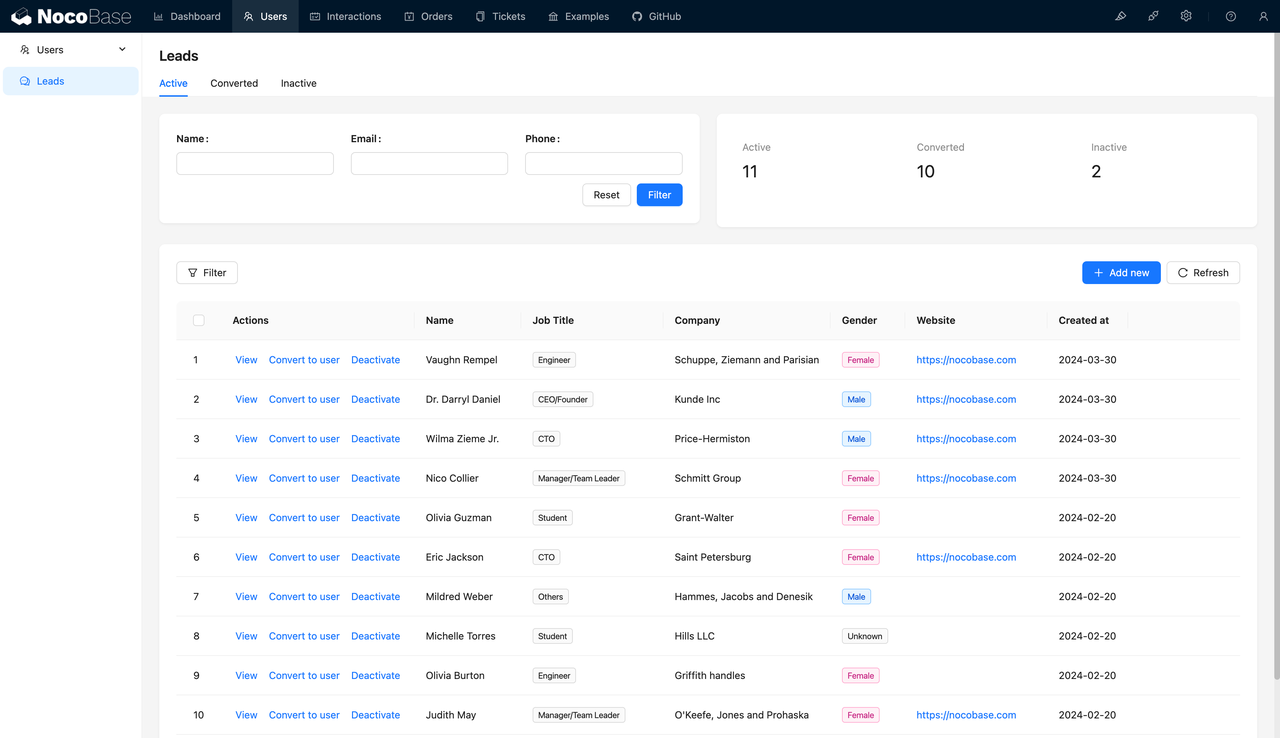 NocoBase Dashboard Users Interactions Orders Tickets Examples GitHub
Users
Leads
Leads
Active Converted Inactive
Name : Email : Phone :
Reset Filter
Active Converted Inactive
11 10 2
Filter Add new Refresh
Actions Name Job Title Company Gender Website Created at
1 View Convert to user Deactivate Vaughn Rempel Engineer Schuppe, Ziemann and Parisian Female https://nocobase.com 2024-03-30
2 View Convert to user Deactivate Dr. Darryl Daniel CEO/Founder Kunde Inc Male https://nocobase.com 2024-03-30
3 View Convert to user Deactivate Wilma Zieme Jr. CTO Price-Hermiston Male https://nocobase.com 2024-03-30
4 View Convert to user Deactivate Nico Collier Manager/Team Leader Schmitt Group Female https://nocobase.com 2024-03-30
5 View Convert to user Deactivate Olivia Guzman Student Grant-Walter Female 2024-02-20
6 View Convert to user Deactivate Eric Jackson CTO Saint Petersburg Female https://nocobase.com 2024-02-20
7 View Convert to user Deactivate Mildred Weber Others Hammes, Jacobs and Denesik Male 2024-02-20
8 View Convert to user Deactivate Michelle Torres Student Hills LLC Unknown 2024-02-20
9 View Convert to user Deactivate Olivia Burton Engineer Griffith handles Female 2024-02-20
10 View Convert to user Deactivate Judith May Manager/Team Leader O'Keefe, Jones and Prohaska Female https://nocobase.com 2024-02-20